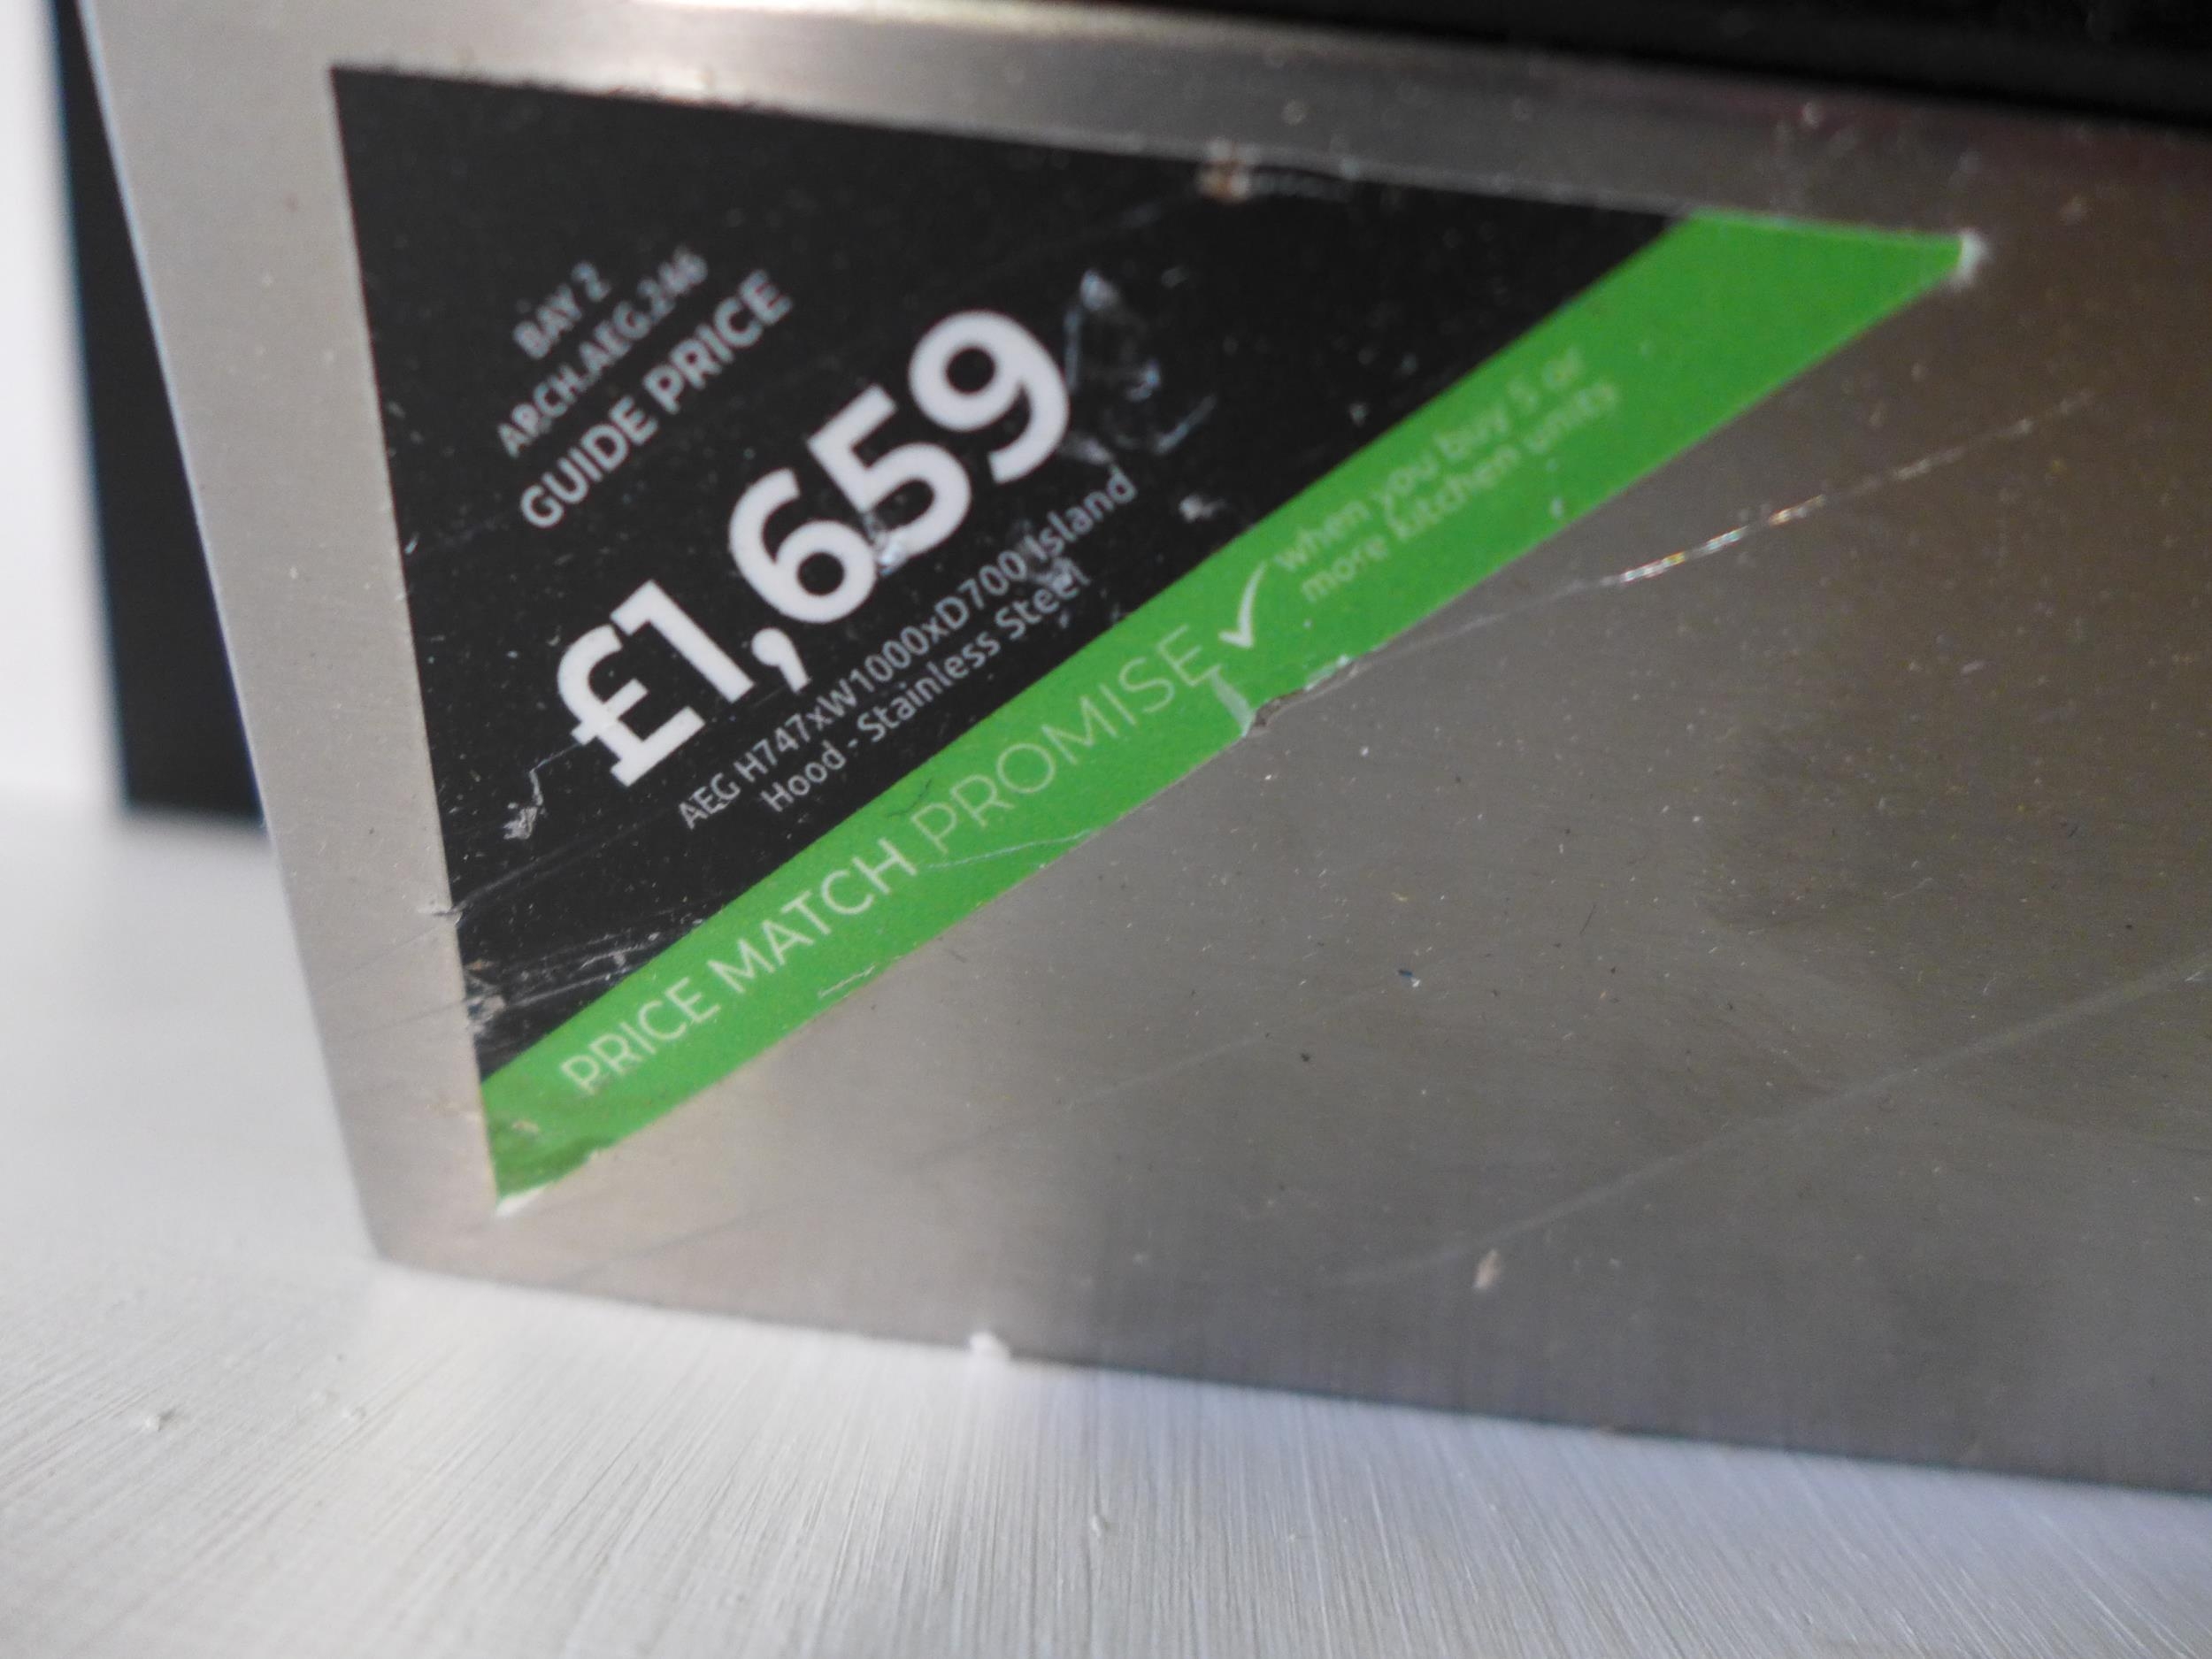 BAY 2
ARCH.AEG.246
GUIDE PRICE
£1,659
AEG H747xW1000xD700 Island
Hood - Stainless Steel
PRICE MATCH PROMISE
when you buy 5 or
more kitchen units